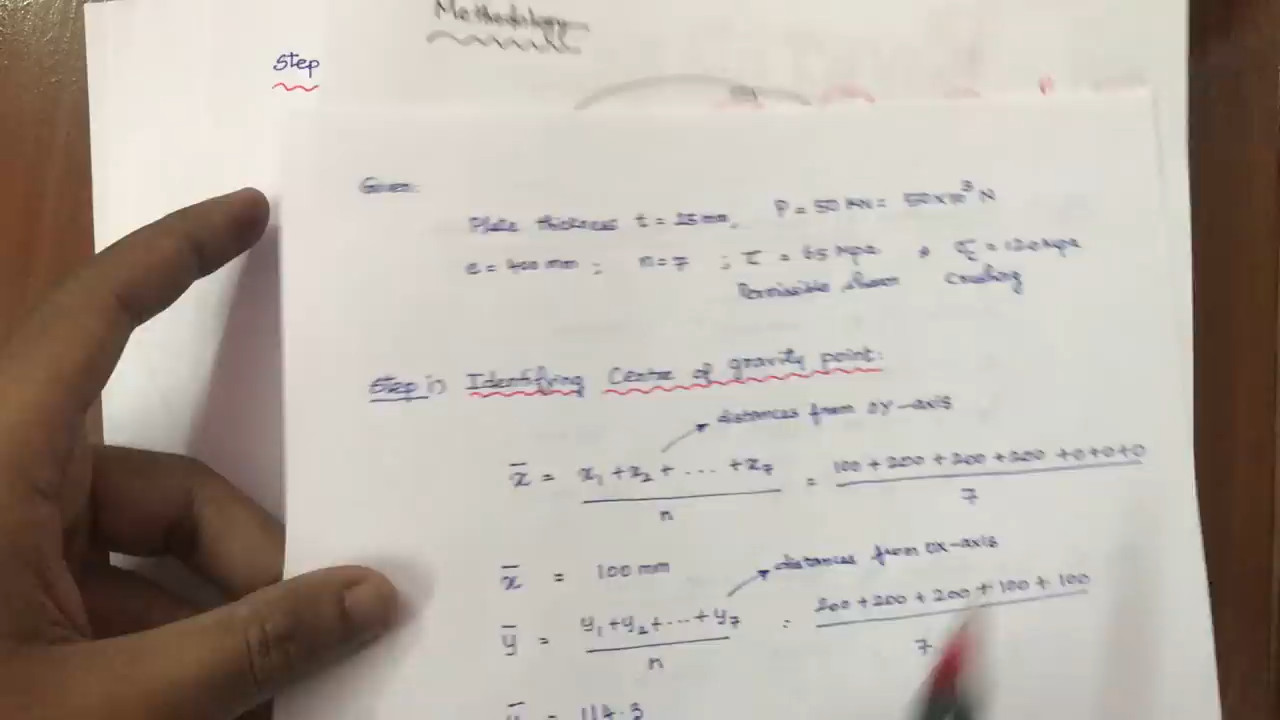 Methodology
Step
Given:
Plate thickness t = 25 mm, P = 50 KN = 50 x 10³ N
e = 400 mm ; n = 7 ; τ = 65 Mpa , σc = 120 Mpa
Permissible shear Crushing
Step i) Identifying Centre of gravity point:
distances from OY-axis
x̄ = x₁ + x₂ + ... + x₇ / n = 100 + 200 + 200 + 200 + 0 + 0 + 0 / 7
x̄ = 100 mm
distances from OX-axis
ȳ = y₁ + y₂ + ... + y₇ / n = 200 + 200 + 200 + 100 + 100 / 7
ȳ = 114.3